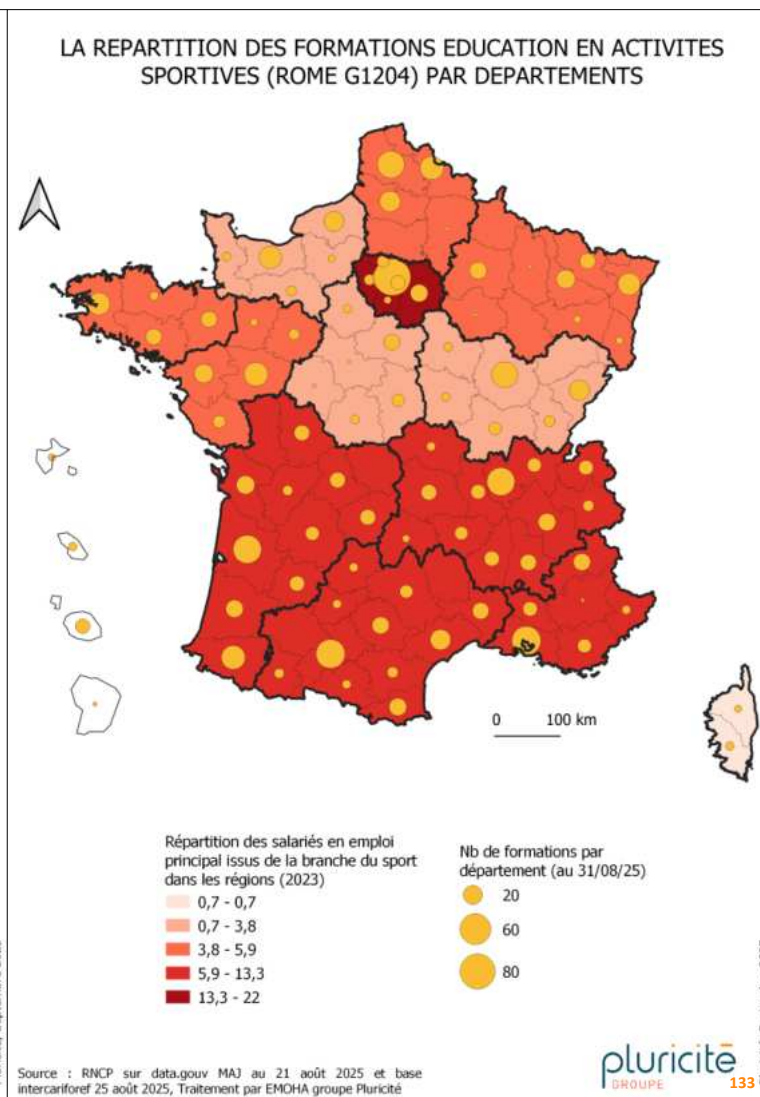 LA REPARTITION DES FORMATIONS EDUCATION EN ACTIVITES
SPORTIVES (ROME G1204) PAR DEPARTEMENTS
0 100 km
Répartition des salariés en emploi
principal issus de la branche du sport
dans les régions (2023)
0,7 - 0,7
0,7 - 3,8
3,8 - 5,9
5,9 - 13,3
13,3 - 22
Nb de formations par
département (au 31/08/25)
20
60
80
Source : RNCP sur data.gouv MAJ au 21 août 2025 et base
intercariforef 25 août 2025, Traitement par EMOHA groupe Pluricité
pluricité
GROUPE
133